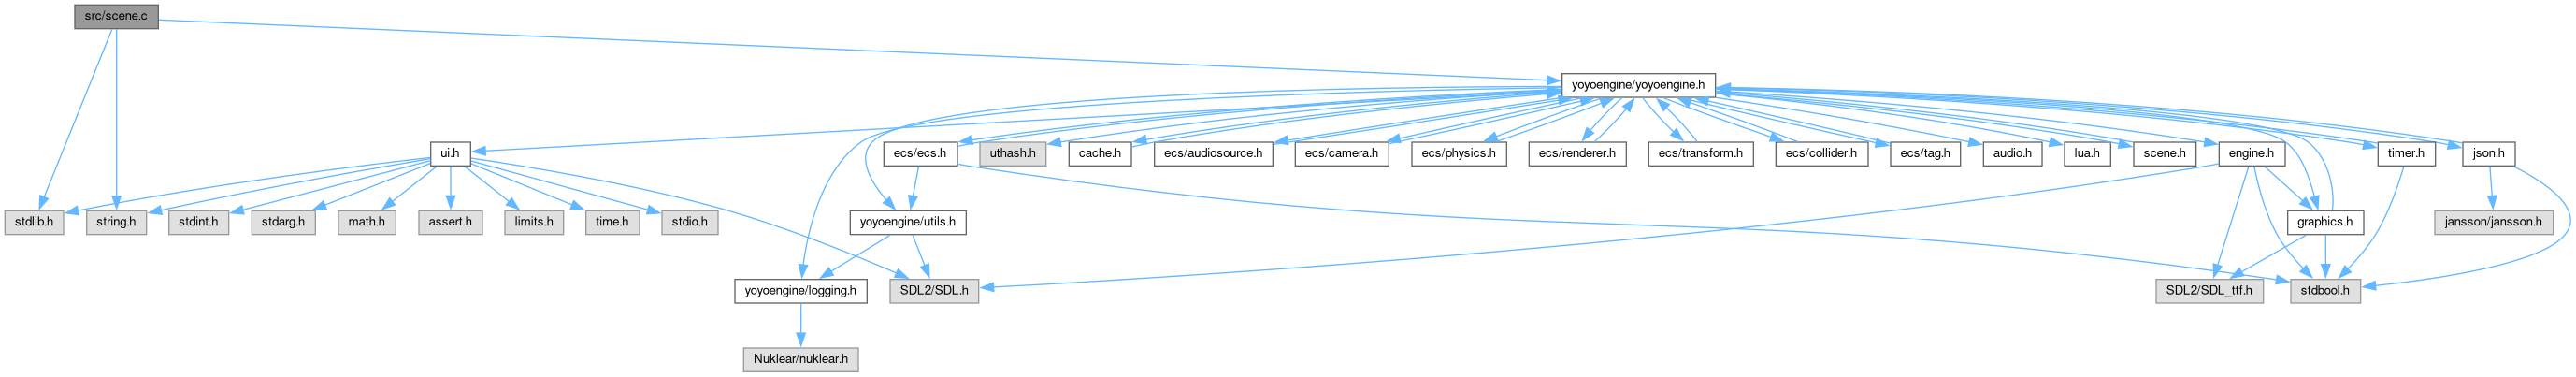 src/scene.c
yoyoengine/yoyoengine.h
ui.h
ecs/ecs.h
uthash.h
cache.h
ecs/audiosource.h
ecs/camera.h
ecs/physics.h
ecs/renderer.h
ecs/transform.h
ecs/collider.h
ecs/tag.h
audio.h
lua.h
scene.h
engine.h
timer.h
json.h
stdlib.h
string.h
stdint.h
stdarg.h
math.h
assert.h
limits.h
time.h
stdio.h
yoyoengine/utils.h
graphics.h
jansson/jansson.h
yoyoengine/logging.h
SDL2/SDL.h
SDL2/SDL_ttf.h
stdbool.h
Nuklear/nuklear.h